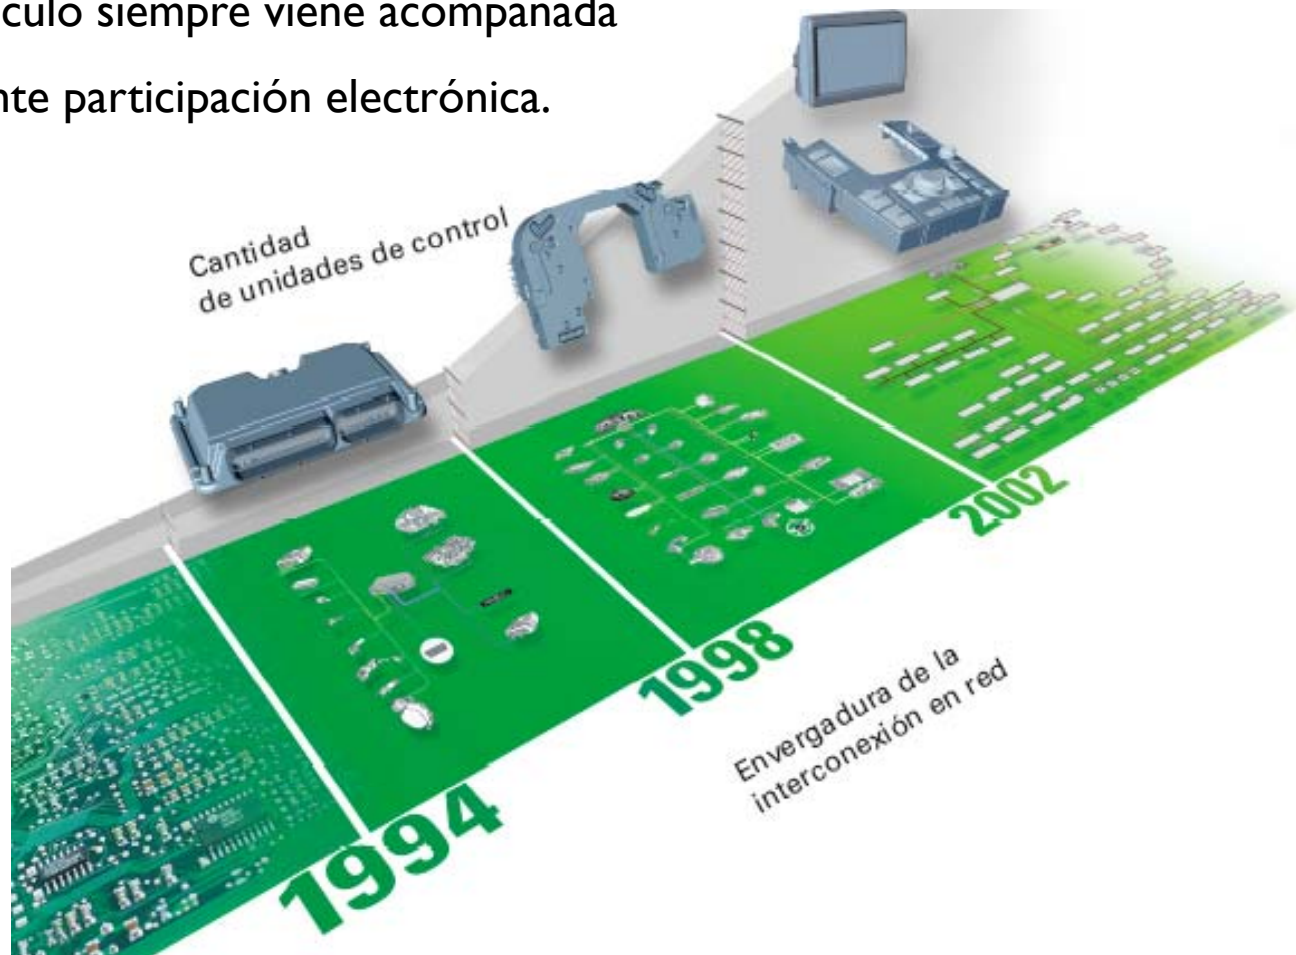 culo siempre viene acompañada
nte participación electrónica.
Cantidad
de unidades de control
2002
1998
Envergadura de la
interconexión en red
1994